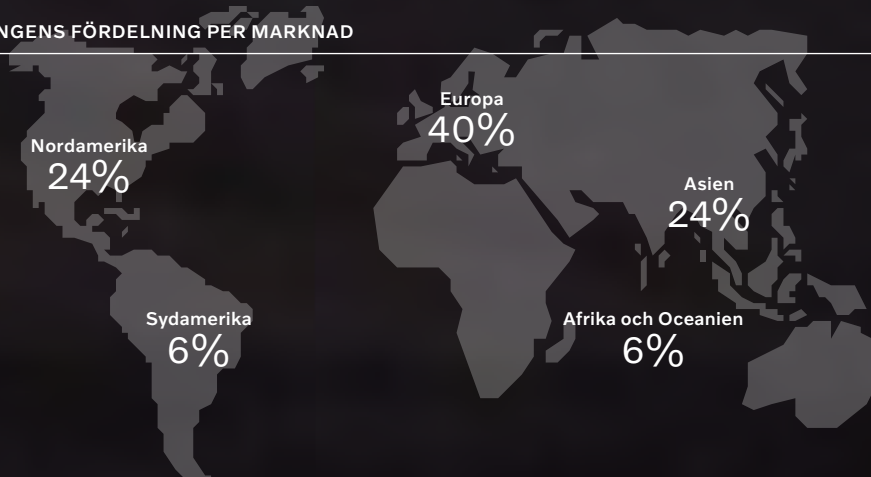 NGENS FÖRDELNING PER MARKNAD
Europa
40%
Nordamerika
24%
Asien
24%
Sydamerika
6%
Afrika och Oceanien
6%